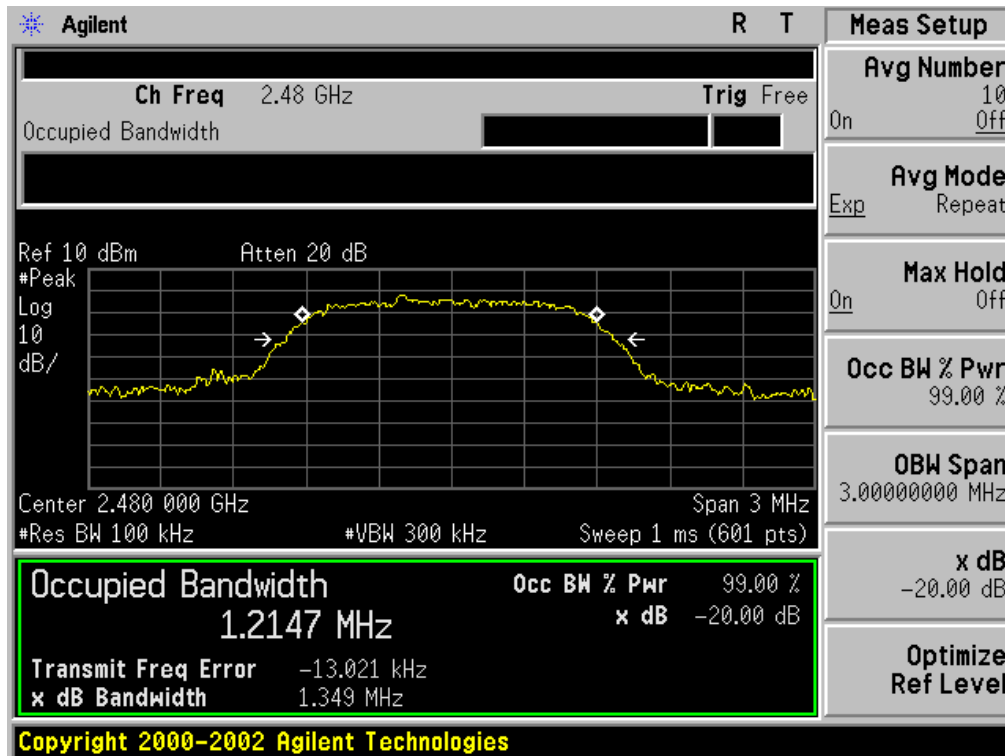 Agilent R T
Ch Freq 2.48 GHz Trig Free
Occupied Bandwidth
Ref 10 dBm Atten 20 dB
#Peak
Log
10
dB/
Center 2.480 000 GHz Span 3 MHz
#Res BW 100 kHz #VBW 300 kHz Sweep 1 ms (601 pts)
Occupied Bandwidth Occ BW % Pwr 99.00 %
1.2147 MHz x dB -20.00 dB
Transmit Freq Error -13.021 kHz
x dB Bandwidth 1.349 MHz
Meas Setup
Avg Number
10
On Off
Avg Mode
Exp Repeat
Max Hold
On Off
Occ BW % Pwr
99.00 %
OBW Span
3.00000000 MHz
x dB
-20.00 dB
Optimize
Ref Level
Copyright 2000-2002 Agilent Technologies